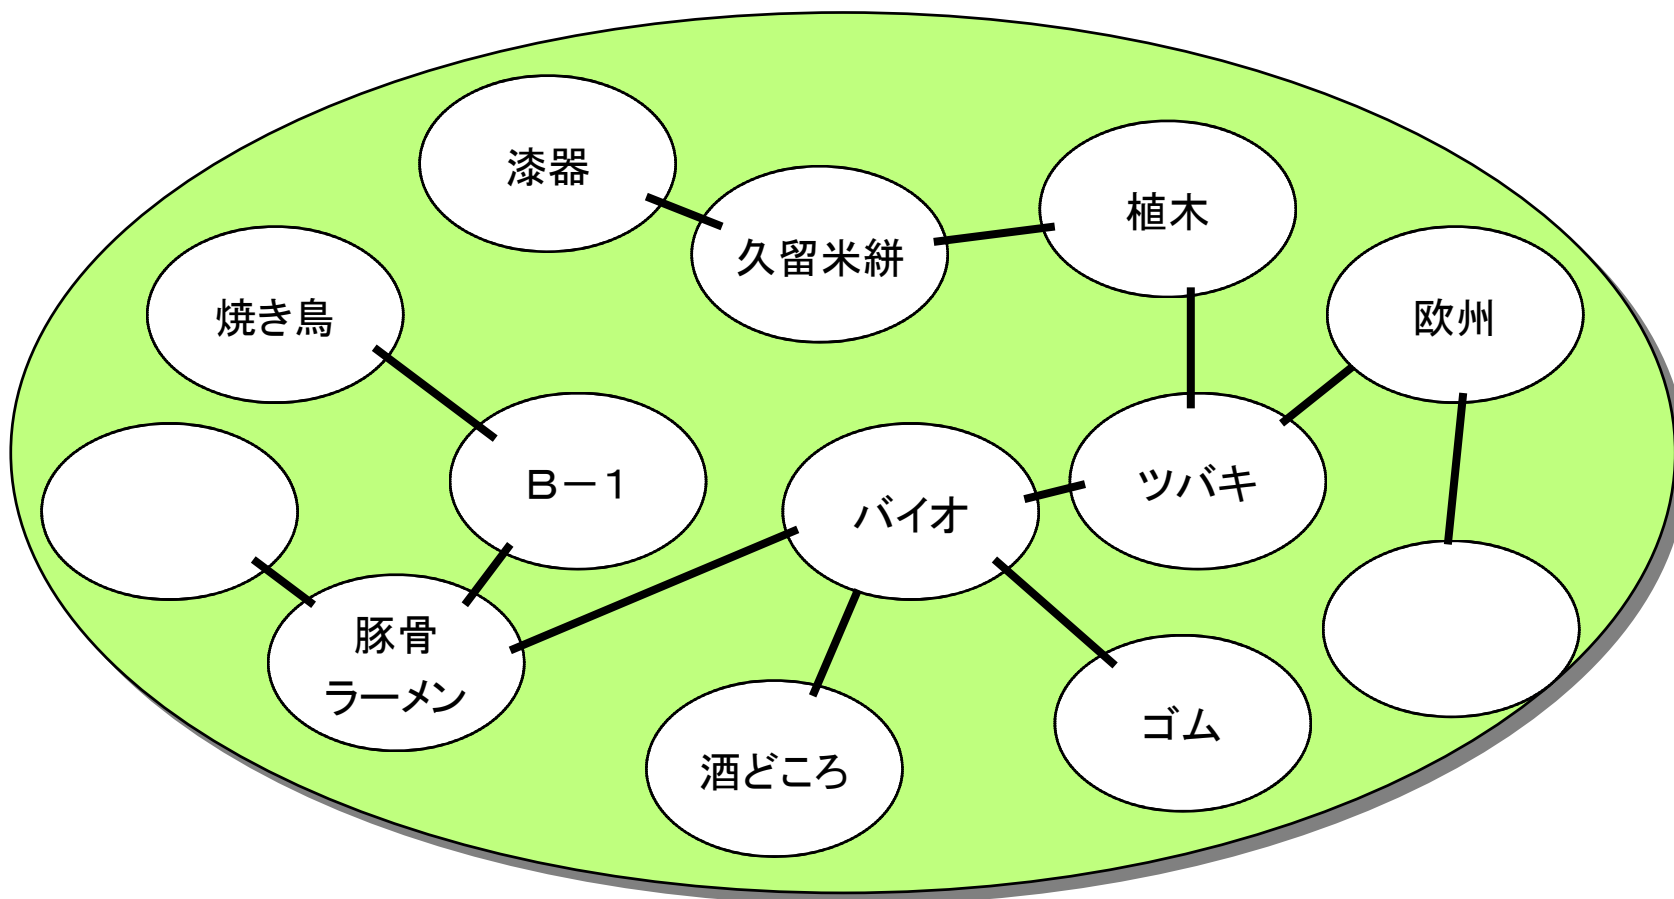 漆器
植木
久留米絣
焼き鳥
欧州
B－1
ツバキ
バイオ
豚骨
ラーメン
ゴム
酒どころ